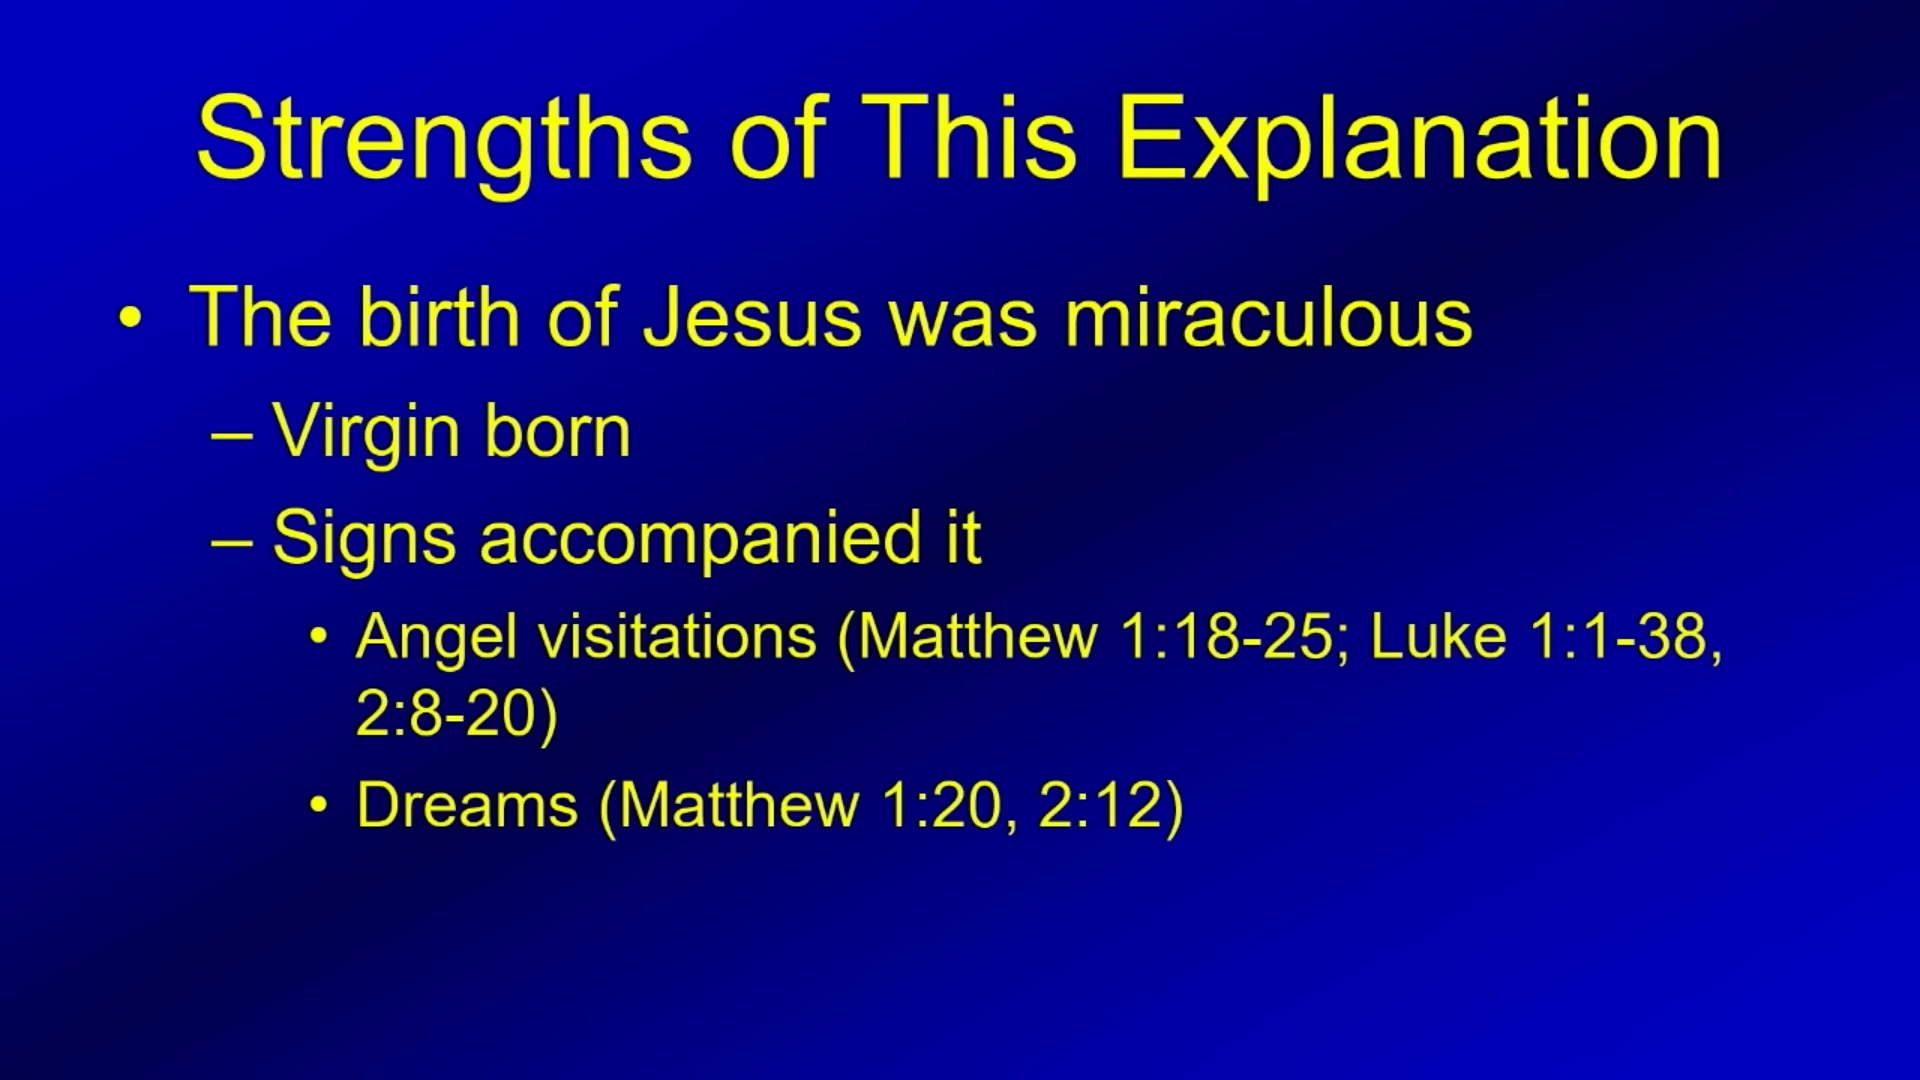 Strengths of This Explanation
• The birth of Jesus was miraculous
– Virgin born
– Signs accompanied it
• Angel visitations (Matthew 1:18-25; Luke 1:1-38,
2:8-20)
• Dreams (Matthew 1:20, 2:12)